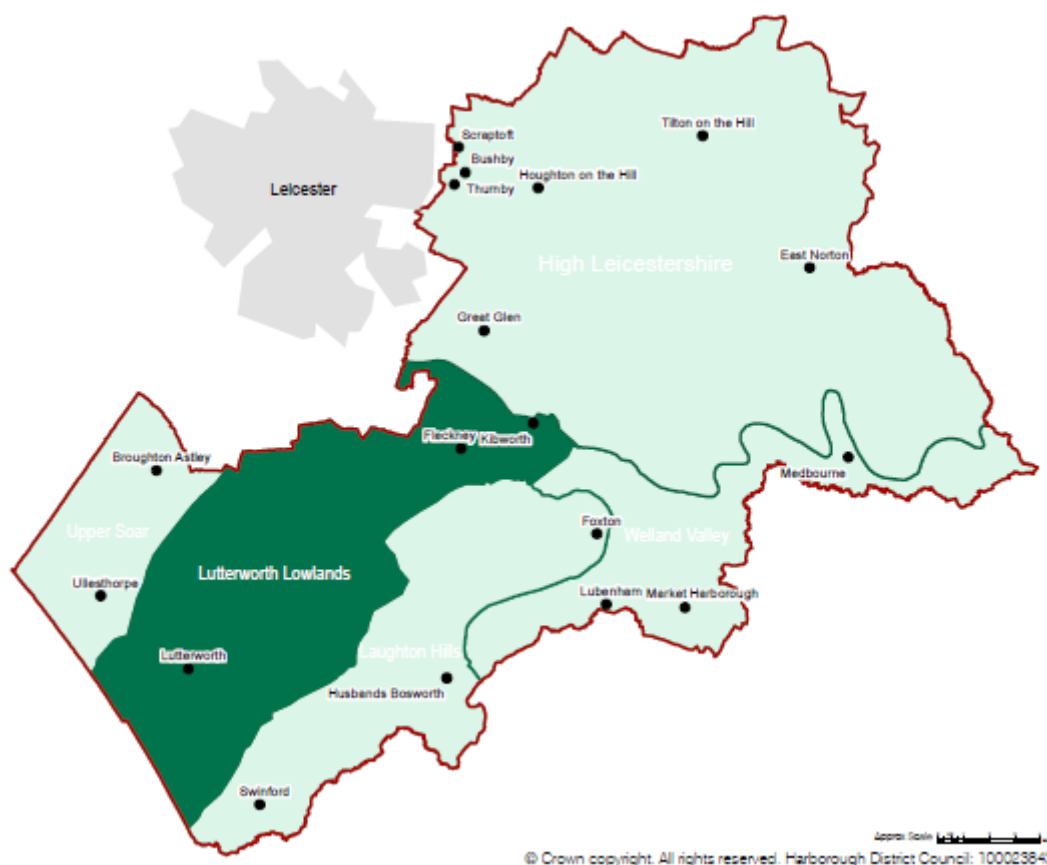 Tilton on the Hill
Scraptoft
Bushby
Leicester
Thurnby
Houghton on the Hill
High Leicestershire
East Norton
Great Glen
Fleckney
Kibworth
Broughton Astley
Medbourne
Upper Soar
Foxton
Welland Valley
Lutterworth Lowlands
Ullesthorpe
Lubenham
Market Harborough
Lutterworth
Laughton Hills
Husbands Bosworth
Swinford
Approx Scale
© Crown copyright. All rights reserved. Harborough District Council: